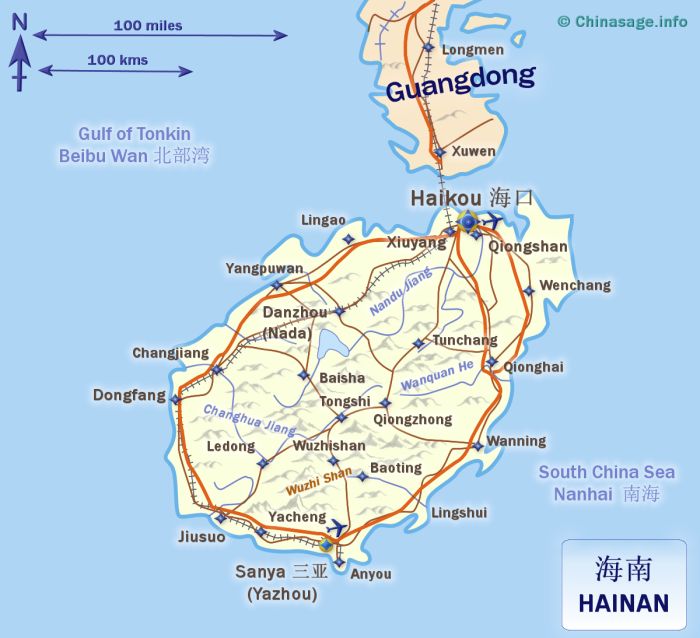 N
100 miles
© Chinasage.info
Longmen
100 kms
Guangdong
Gulf of Tonkin
Beibu Wan 北部湾
Xuwen
Haikou 海口
Lingao
Xiuyang
Qiongshan
Yangpuwan
Nandu Jiang
Wenchang
Danzhou
(Nada)
Tunchang
Changjiang
Qionghai
Baisha
Wanquan He
Dongfang
Tongshi
Changhua Jiang
Qiongzhong
Ledong
Wuzhishan
Wanning
Baoting
Wuzhi Shan
South China Sea
Nanhai 南海
Yacheng
Lingshui
Jiusuo
Sanya 三亚
(Yazhou)
Anyou
海南
HAINAN